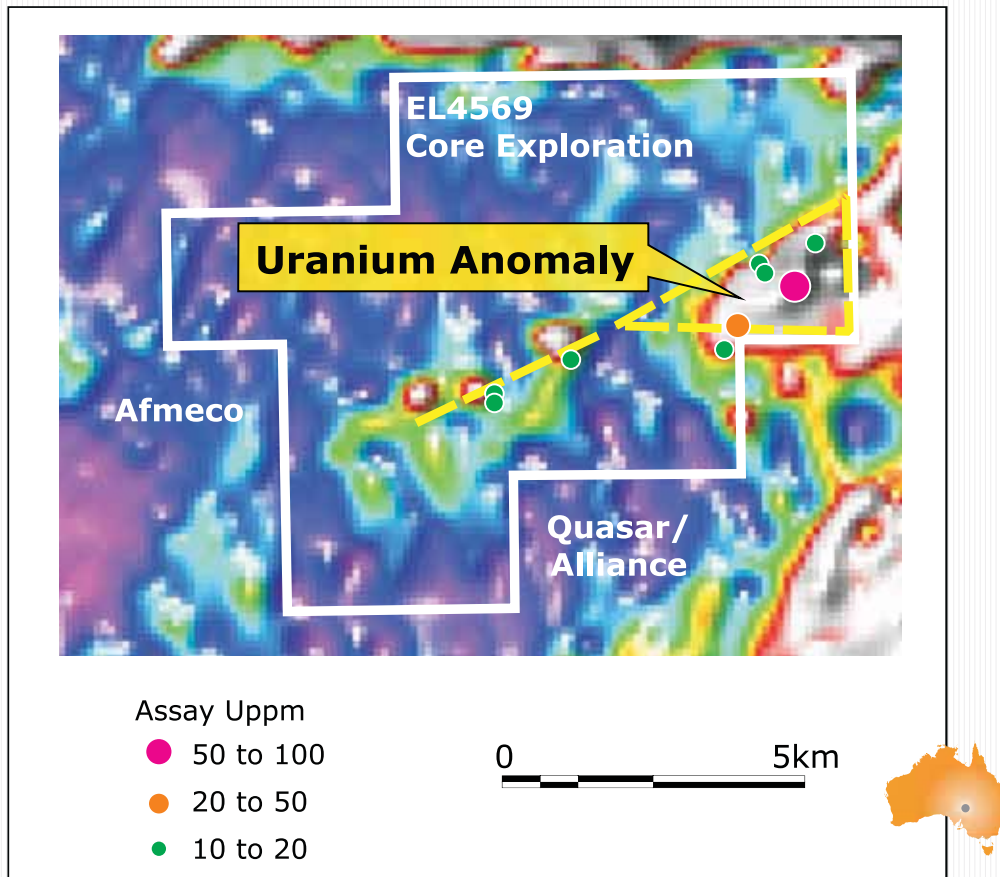 EL4569
Core Exploration
Uranium Anomaly
Afmeco
Quasar/
Alliance
Assay Uppm
50 to 100
20 to 50
10 to 20
0 5km